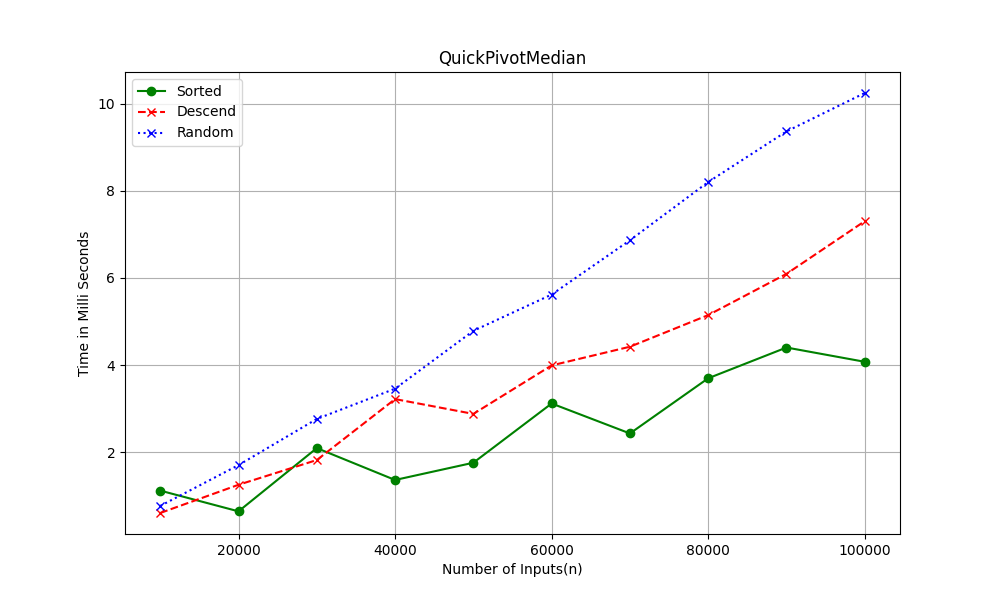 QuickPivotMedian
Sorted
Descend
Random
10
8
6
4
2
Time in Milli Seconds
20000
40000
60000
80000
100000
Number of Inputs(n)